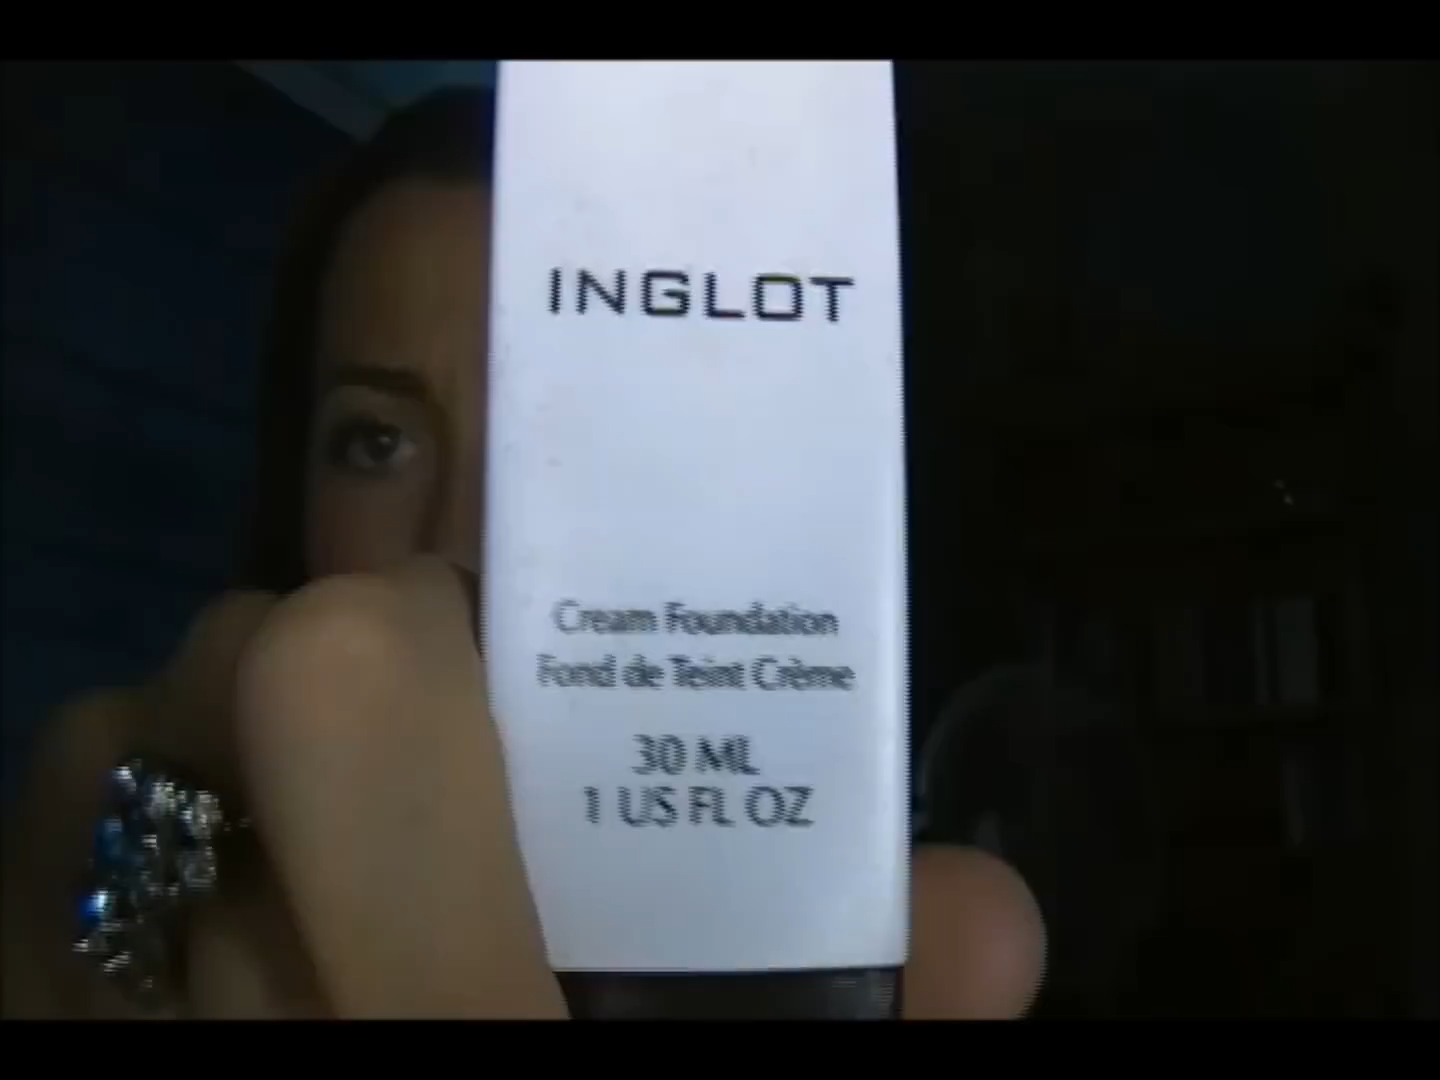 INGLOT
Cream Foundation
Fond de Teint Crème
30 ML
1 US FL OZ